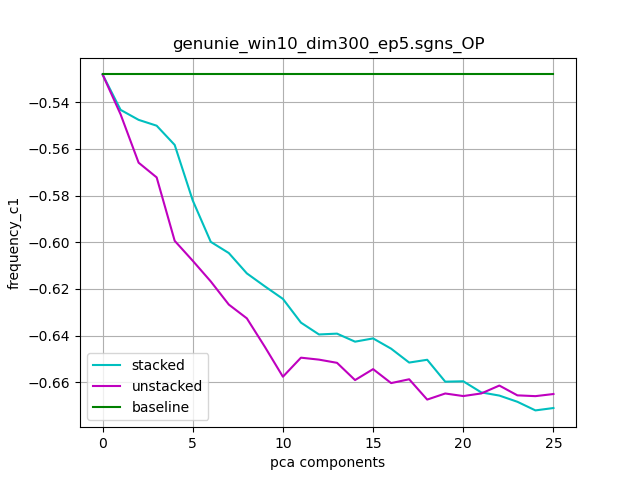 genunie_win10_dim300_ep5.sgns_OP
−0.54
−0.56
−0.58
−0.60
−0.62
−0.64
−0.66
frequency_c1
stacked
unstacked
baseline
0 5 10 15 20 25
pca components